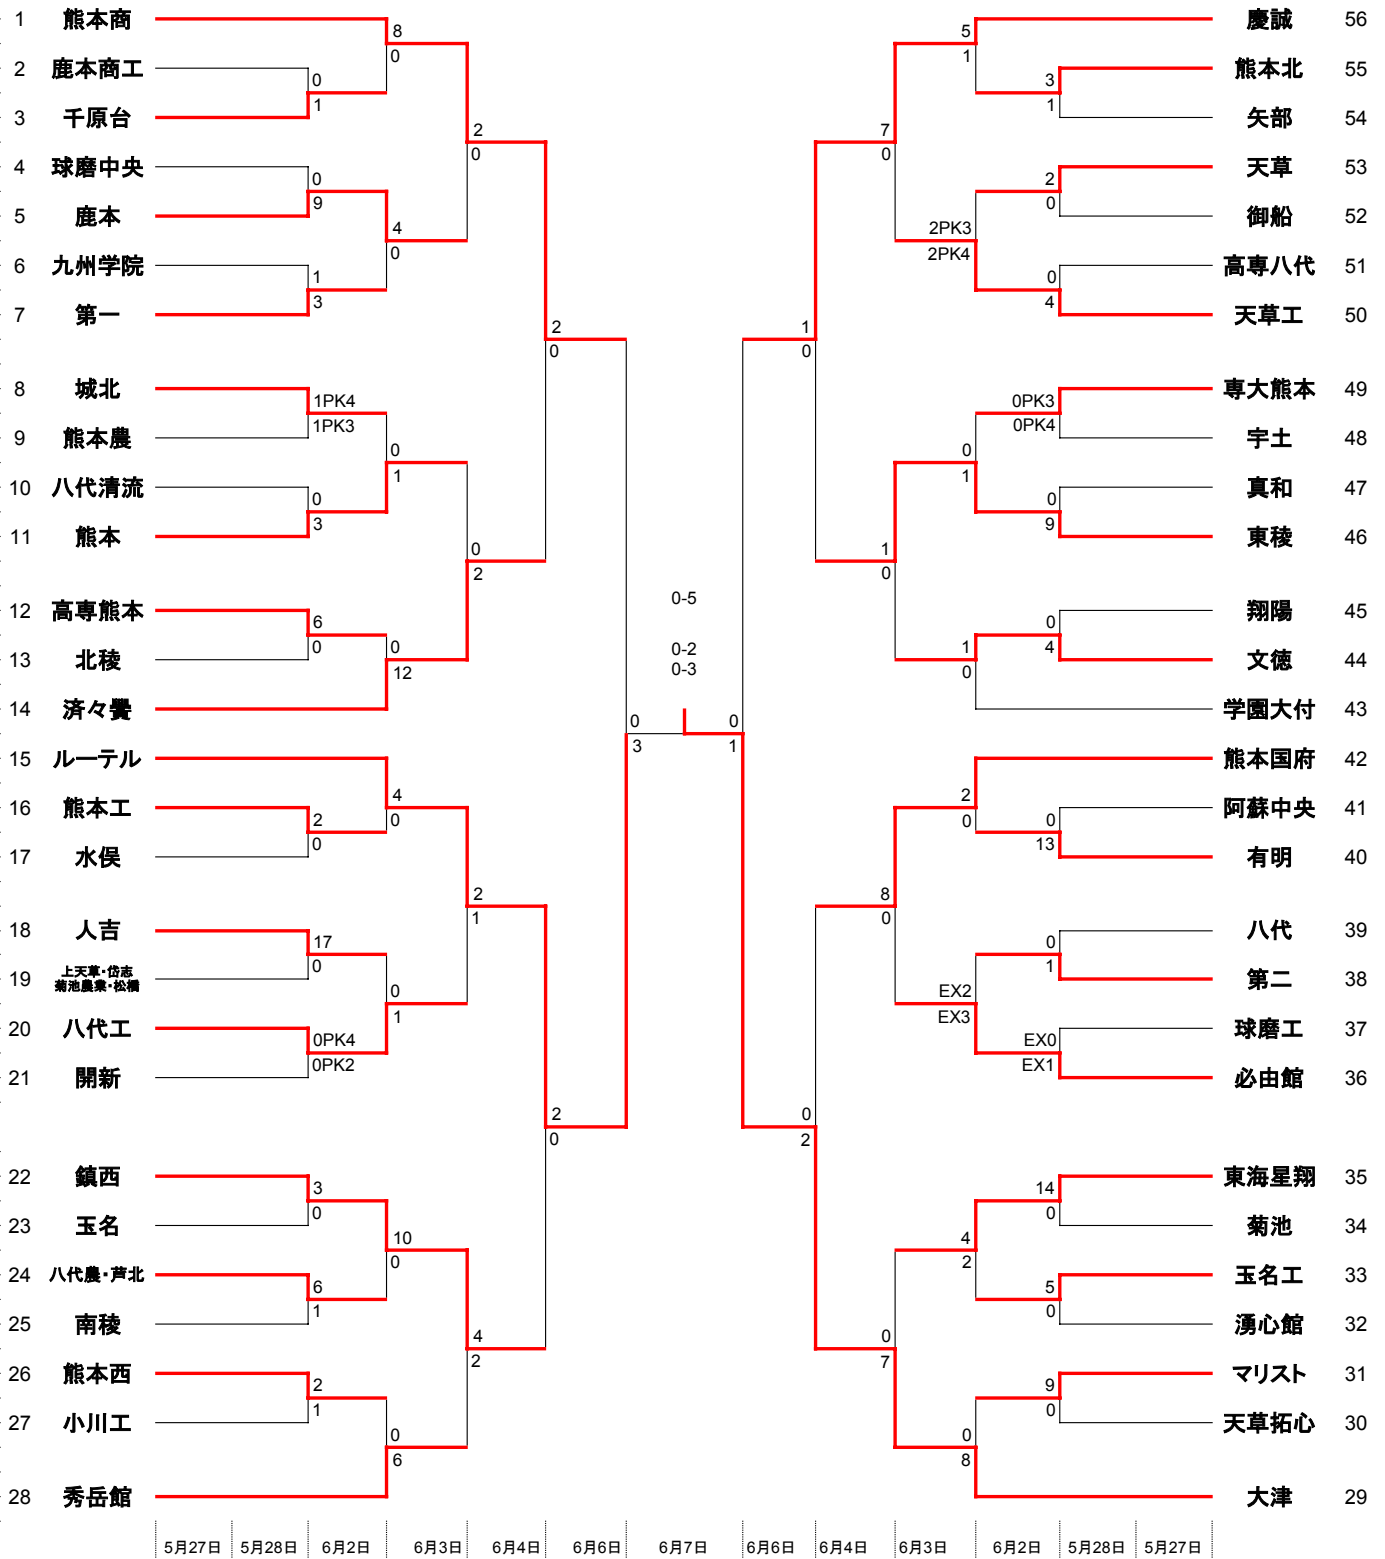 1 熊本商
8
0
2 鹿本商工
0
1
3 千原台
2
0
4 球磨中央
0
9
5 鹿本
4
0
6 九州学院
1
3
7 第一
2
0
8 城北
1PK4
1PK3
9 熊本農
0
1
10 八代清流
0
3
11 熊本
0
2
12 高専熊本
6
0
13 北稜
0
12
14 済々黌
0
3
15 ルーテル
4
0
16 熊本工
2
0
17 水俣
2
1
18 人吉
17
0
19 上天草・岱志
菊池農業・松橋
0
1
20 八代工
0PK4
0PK2
21 開新
2
0
22 鎮西
3
0
23 玉名
10
0
24 八代農・芦北
6
1
25 南稜
4
2
26 熊本西
2
1
27 小川工
0
6
28 秀岳館
0-5
0-2
0-3
慶誠 56
5
1
熊本北 55
3
1
矢部 54
7
0
天草 53
2
0
御船 52
2PK3
2PK4
高専八代 51
0
4
天草工 50
1
0
専大熊本 49
0PK3
0PK4
宇土 48
0
1
真和 47
0
9
東稜 46
1
0
翔陽 45
0
4
文徳 44
1
0
学園大付 43
0
1
熊本国府 42
2
0
阿蘇中央 41
0
13
有明 40
8
0
八代 39
0
1
第二 38
EX2
EX3
球磨工 37
EX0
EX1
必由館 36
0
2
東海星翔 35
14
0
菊池 34
4
2
玉名工 33
5
0
湧心館 32
0
7
マリスト 31
9
0
天草拓心 30
0
8
大津 29
5月27日 5月28日 6月2日 6月3日 6月4日 6月6日 6月7日 6月6日 6月4日 6月3日 6月2日 5月28日 5月27日